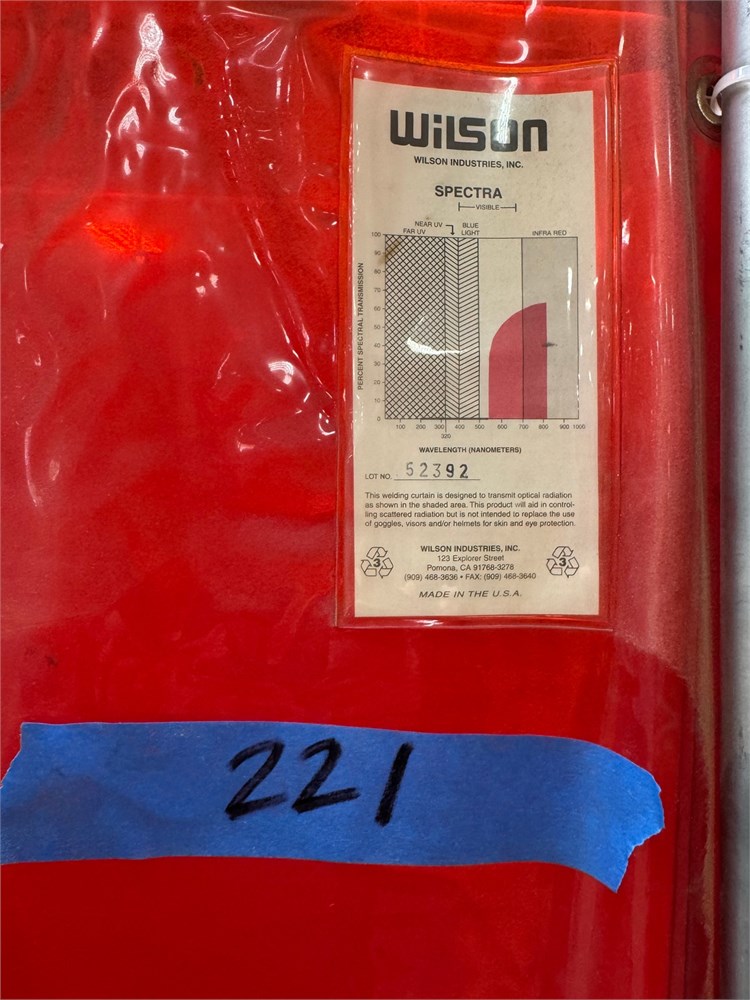 WiLSON
WILSON INDUSTRIES, INC.
SPECTRA
VISIBLE
NEAR UV
BLUE
FAR UV
LIGHT
INFRA RED
PERCENT SPECTRAL TRANSMISSION
100
90
80
70
60
50
40
30
20
10
0
100 200 300 400 500 600 700 800 900 1000
320
WAVELENGTH (NANOMETERS)
LOT NO. 52392
This welding curtain is designed to transmit optical radiation
as shown in the shaded area. This product will aid in control-
ling scattered radiation but is not intended to replace the use
of goggles, visors and/or helmets for skin and eye protection.
WILSON INDUSTRIES, INC.
123 Explorer Street
Pomona, CA 91768-3278
(909) 468-3636 • FAX: (909) 468-3640
3
3
MADE IN THE U.S.A.
221